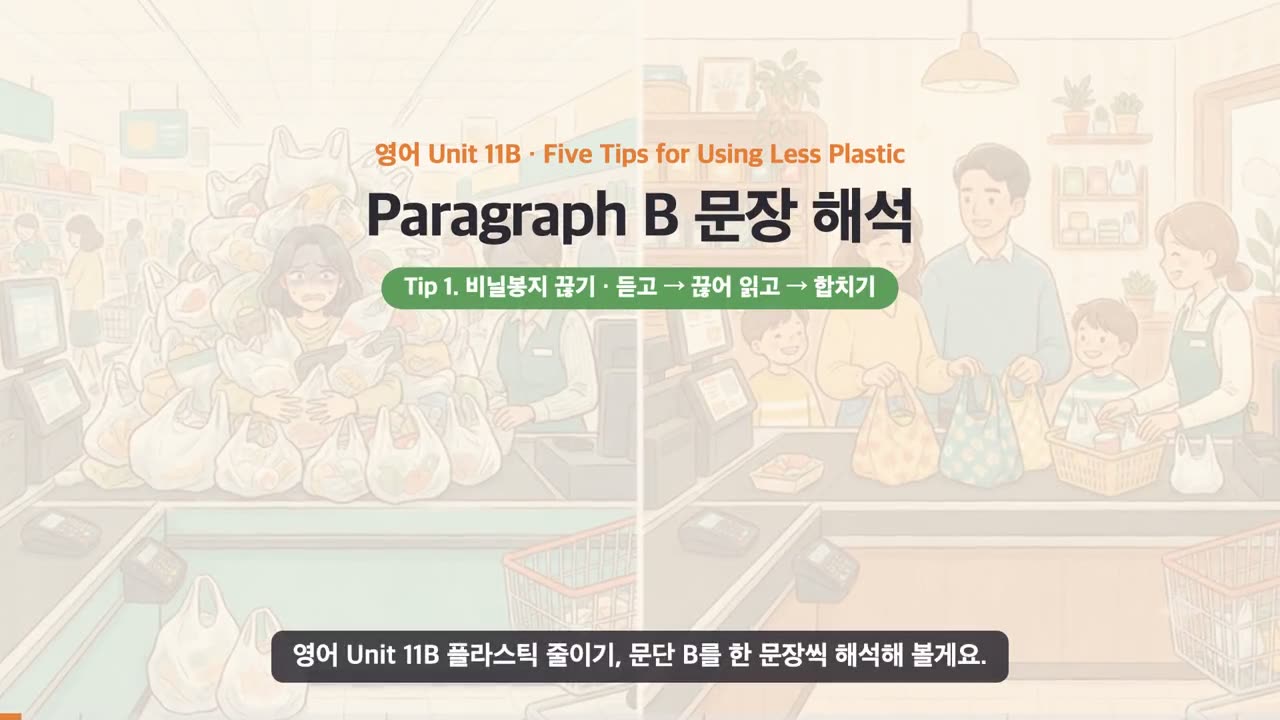 영어 Unit 11B · Five Tips for Using Less Plastic
Paragraph B 문장 해석
Tip 1. 비닐봉지 끊기 · 듣고 → 끊어 읽고 → 합치기
영어 Unit 11B 플라스틱 줄이기, 문단 B를 한 문장씩 해석해 볼게요.